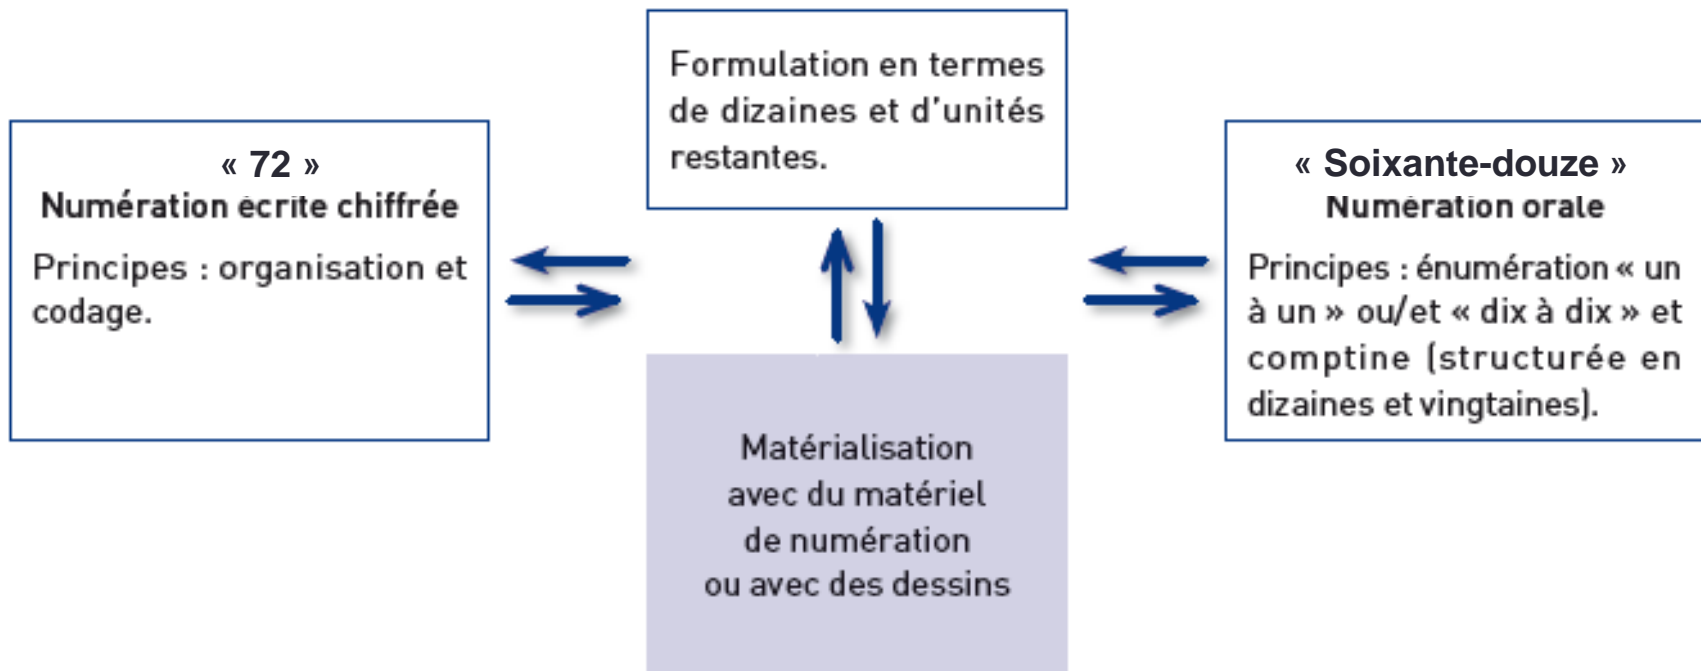 « 72 »
Numération écrite chiffrée
Principes : organisation et
codage.
Formulation en termes
de dizaines et d'unités
restantes.
Matérialisation
avec du matériel
de numération
ou avec des dessins
« Soixante-douze »
Numération orale
Principes : énumération « un
à un » ou/et « dix à dix » et
comptine (structurée en
dizaines et vingtaines).